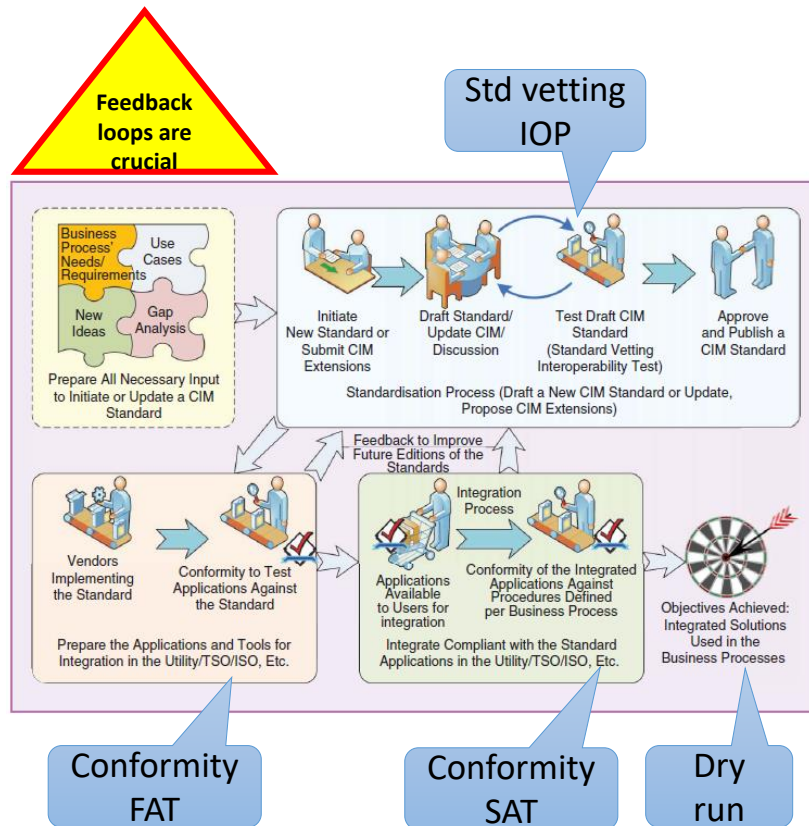 Feedback
loops are
crucial
Std vetting
IOP
Business
Process'
Needs/
Requirements
Use
Cases
New
Ideas
Gap
Analysis
Prepare All Necessary Input
to Initiate or Update a CIM
Standard
Initiate
New Standard or
Submit CIM
Extensions
Draft Standard/
Update CIM/
Discussion
Test Draft CIM
Standard
(Standard Vetting
Interoperability Test)
Approve
and Publish a
CIM Standard
Standardisation Process (Draft a New CIM Standard or Update,
Propose CIM Extensions)
Feedback to Improve
Future Editions of the
Standards
Vendors
Implementing
the Standard
Conformity to Test
Applications Against
the Standard
Prepare the Applications and Tools for
Integration in the Utility/TSO/ISO, Etc.
Integration
Process
Applications
Available
to Users for
integration
Conformity of the Integrated
Applications Against
Procedures Defined
per Business Process
Integrate Compliant with the Standard
Applications in the Utility/TSO/ISO, Etc.
Objectives Achieved:
Integrated Solutions
Used in the
Business Processes
Conformity
FAT
Conformity
SAT
Dry
run